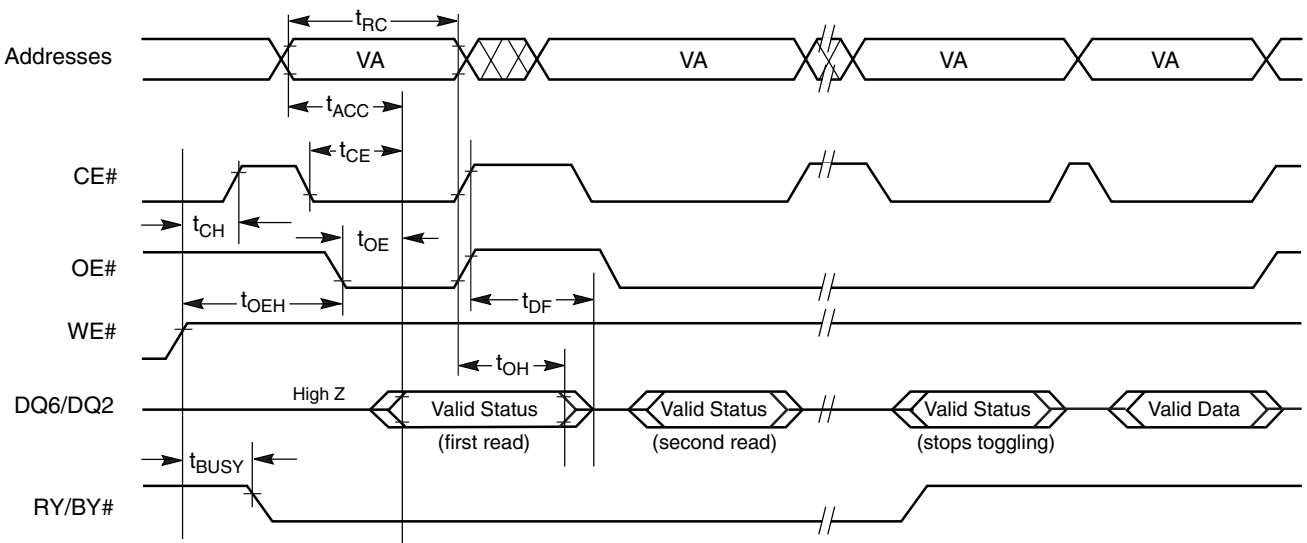 tRC
Addresses VA VA VA VA
tACC
tCE
CE#
tCH
tOE
OE#
tOEH
tDF
WE#
tOH
High Z
DQ6/DQ2 Valid Status Valid Status Valid Status Valid Data
(first read) (second read) (stops toggling)
tBUSY
RY/BY#